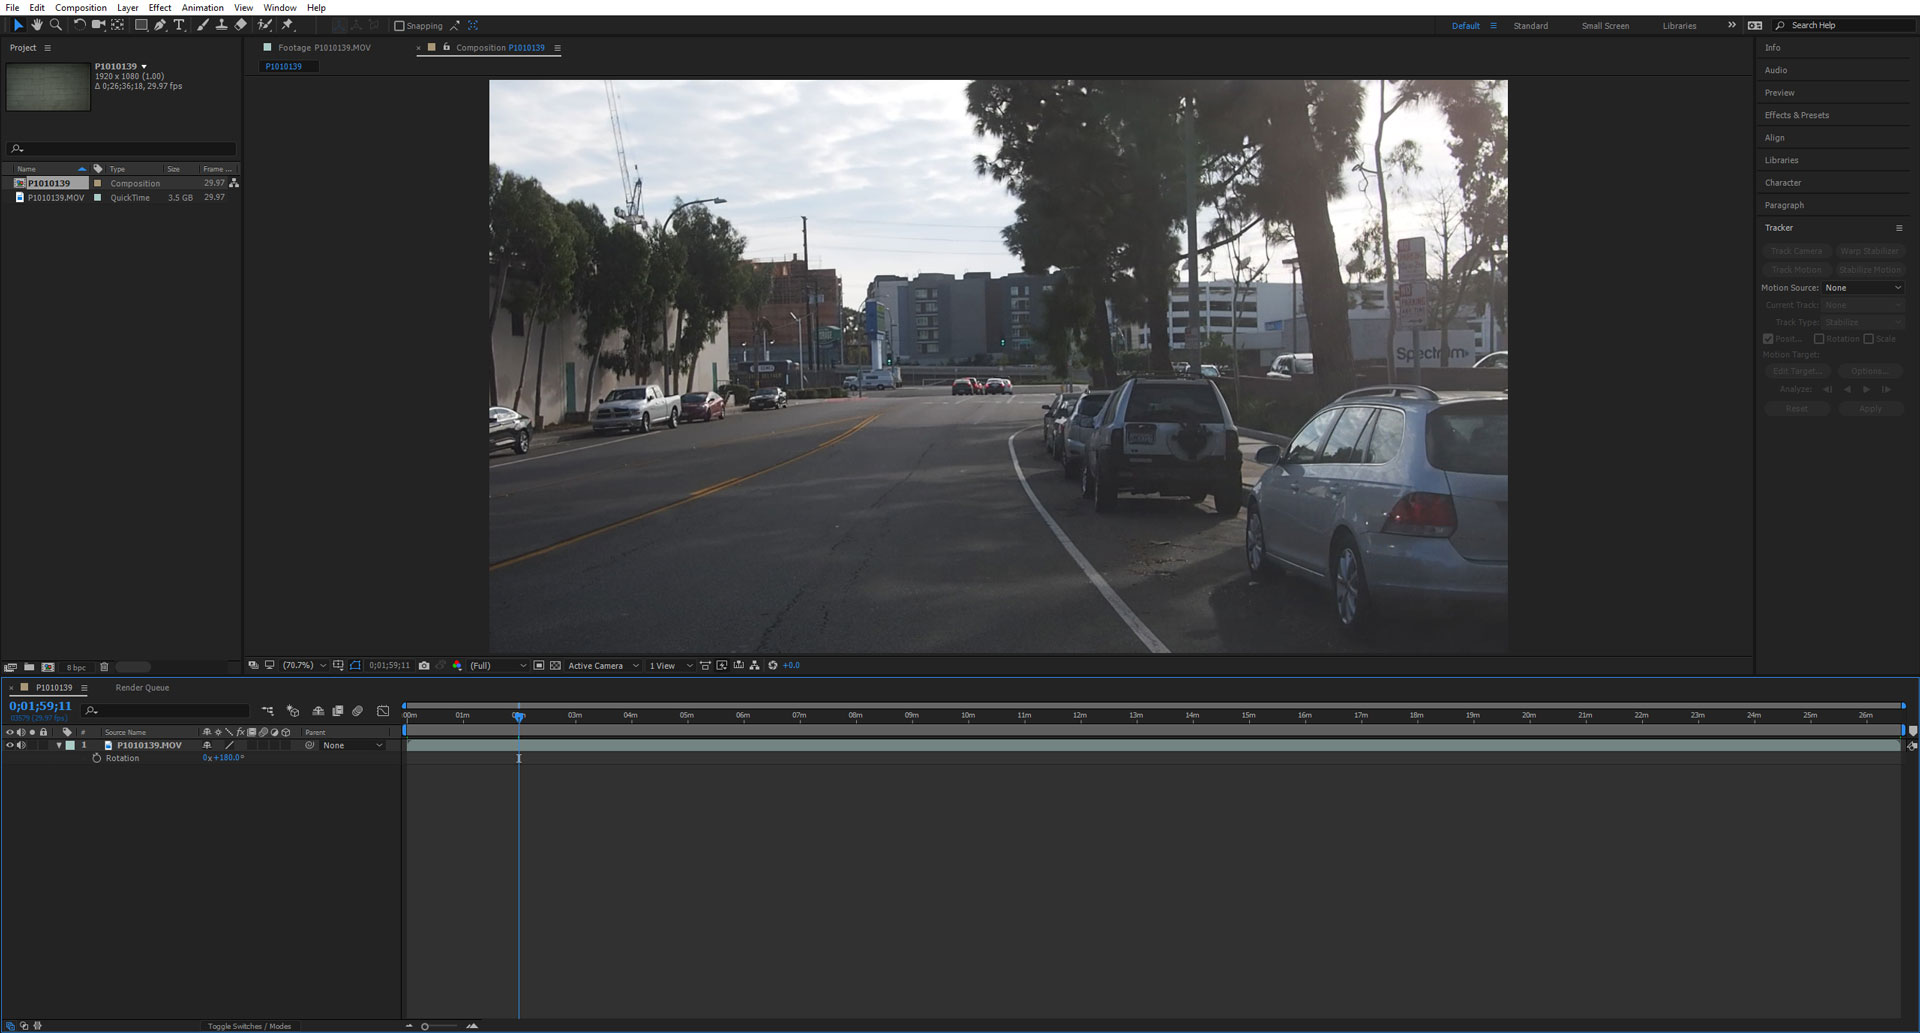 File Edit Composition Layer Effect Animation View Window Help
Snapping
Default Standard Small Screen Libraries Search Help
Project
P1010139
1920 x 1080 (1.00)
Δ 0;26;36;18, 29.97 fps
Name Type Size Frame ...
P1010139 Composition 29.97
P1010139.MOV QuickTime 3.5 GB 29.97
8 bpc
Footage P1010139.MOV
Composition P1010139
P1010139
NO
PARKING
Spectrum
(70.7%) 0;01;59;11 (Full) Active Camera 1 View +0.0
Info
Audio
Preview
Effects & Presets
Align
Libraries
Character
Paragraph
Tracker
Track Camera Warp Stabilizer
Track Motion Stabilize Motion
Motion Source: None
Current Track: None
Track Type: Stabilize
Posit... Rotation Scale
Motion Target:
Edit Target... Options...
Analyze:
Reset Apply
P1010139 Render Queue
0;01;59;11
03579 (29.97 fps)
:00m 01m 02m 03m 04m 05m 06m 07m 08m 09m 10m 11m 12m 13m 14m 15m 16m 17m 18m 19m 20m 21m 22m 23m 24m 25m 26m
# Source Name fx Parent
1 P1010139.MOV None
Rotation 0x+180.0°
Toggle Switches / Modes